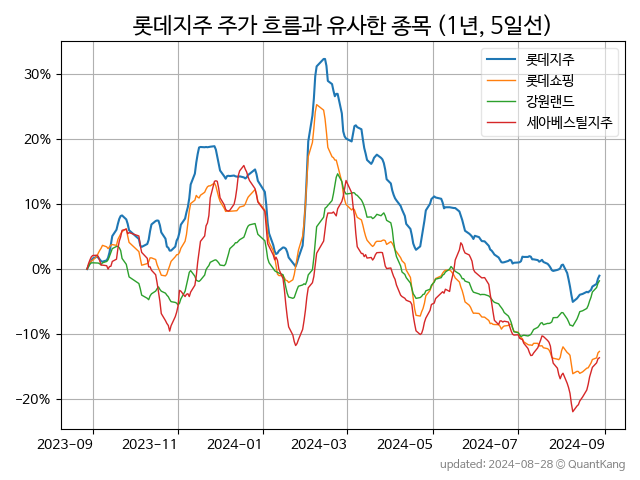 롯데지주 주가 흐름과 유사한 종목 (1년, 5일선)
롯데지주
롯데쇼핑
강원랜드
세아베스틸지주
30%
20%
10%
0%
−10%
−20%
2023-09
2023-11
2024-01
2024-03
2024-05
2024-07
2024-09
updated: 2024-08-28 © QuantKang